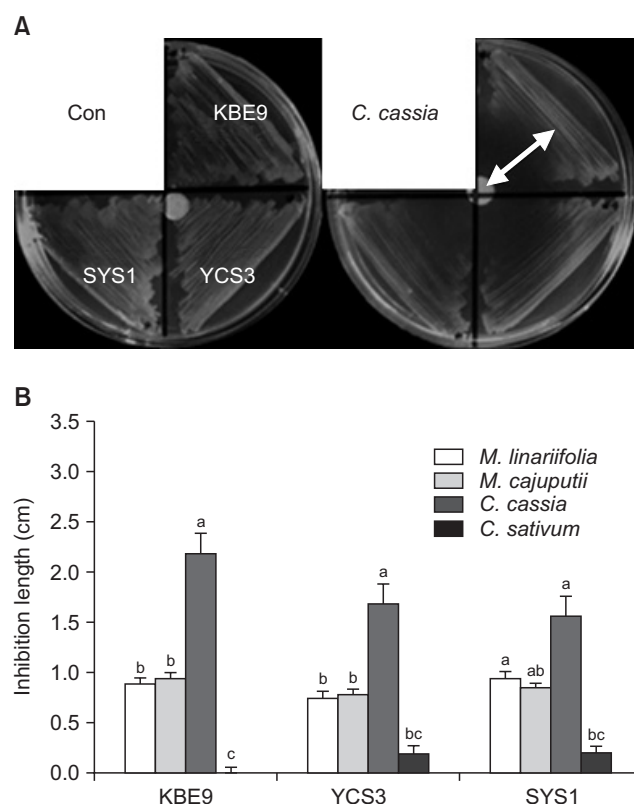 A
Con
KBE9
C. cassia
SYS1
YCS3
B
3.5
3.0
2.5
2.0
1.5
1.0
0.5
0.0
Inhibition length (cm)
M. linariifolia
M. cajuputii
C. cassia
C. sativum
b
b
a
c
b
b
a
bc
a
ab
a
bc
KBE9
YCS3
SYS1